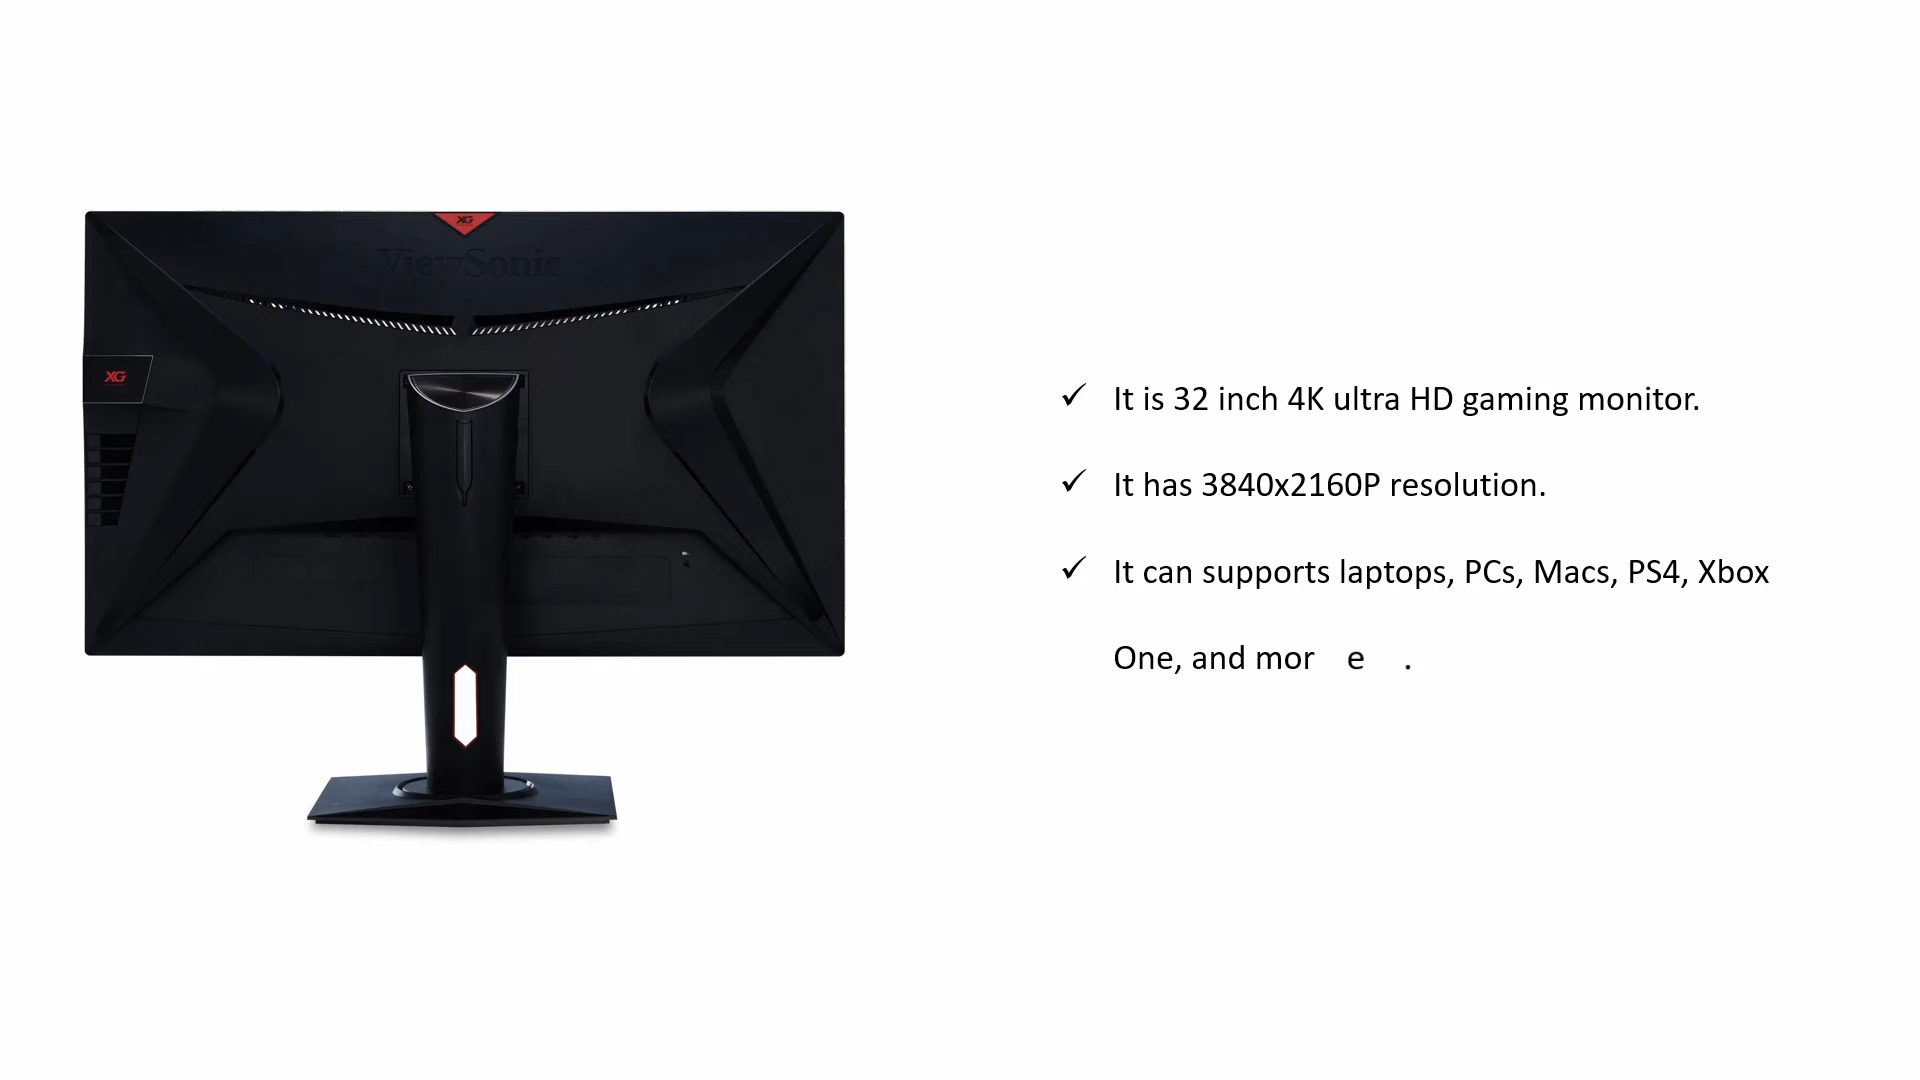 XG
ViewSonic
XG
✓ It is 32 inch 4K ultra HD gaming monitor.
✓ It has 3840x2160P resolution.
✓ It can supports laptops, PCs, Macs, PS4, Xbox
One, and mor e .